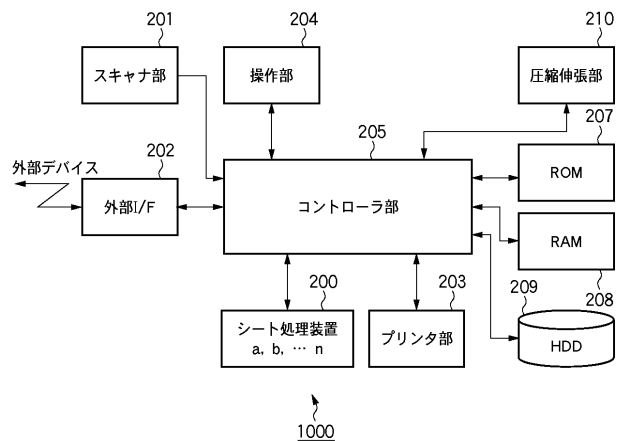 201
スキャナ部
204
操作部
210
圧縮伸張部
205
コントローラ部
207
ROM
外部デバイス
202
外部I/F
RAM
208
200
シート処理装置
a, b, … n
203
プリンタ部
209
HDD
1000